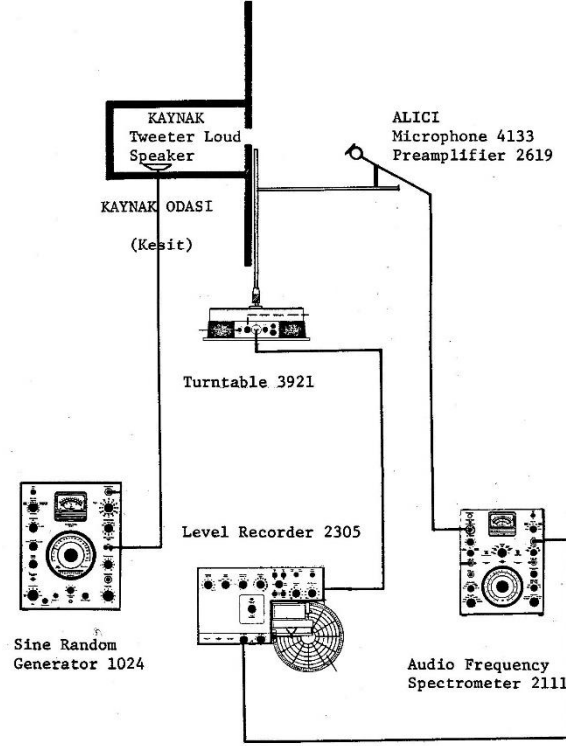 KAYNAK
Tweeter Loud
Speaker
ALICI
Microphone 4133
Preamplifier 2619
KAYNAK ODASI
(Kesit)
Turntable 3921
Level Recorder 2305
Sine Random
Generator 1024
Audio Frequency
Spectrometer 2111